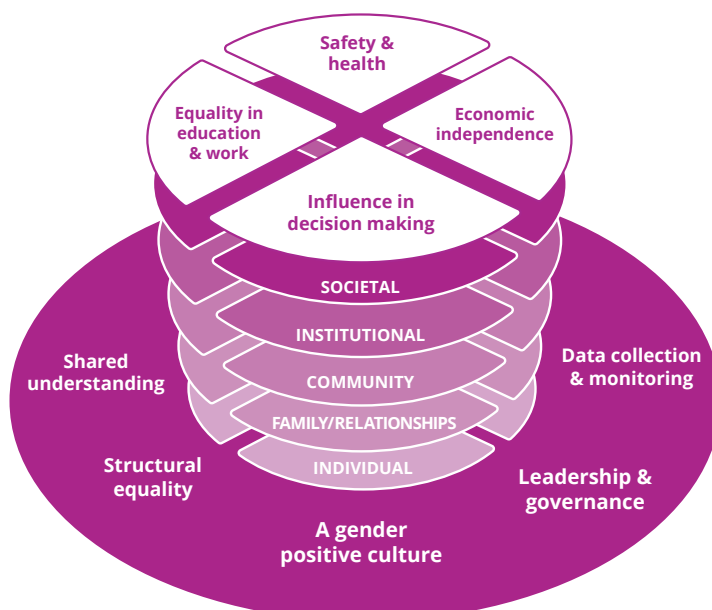 Safety &
health
Equality in
education
& work
Economic
independence
Influence in
decision making
SOCIETAL
INSTITUTIONAL
COMMUNITY
FAMILY/RELATIONSHIPS
INDIVIDUAL
Shared
understanding
Data collection
& monitoring
Structural
equality
Leadership &
governance
A gender
positive culture